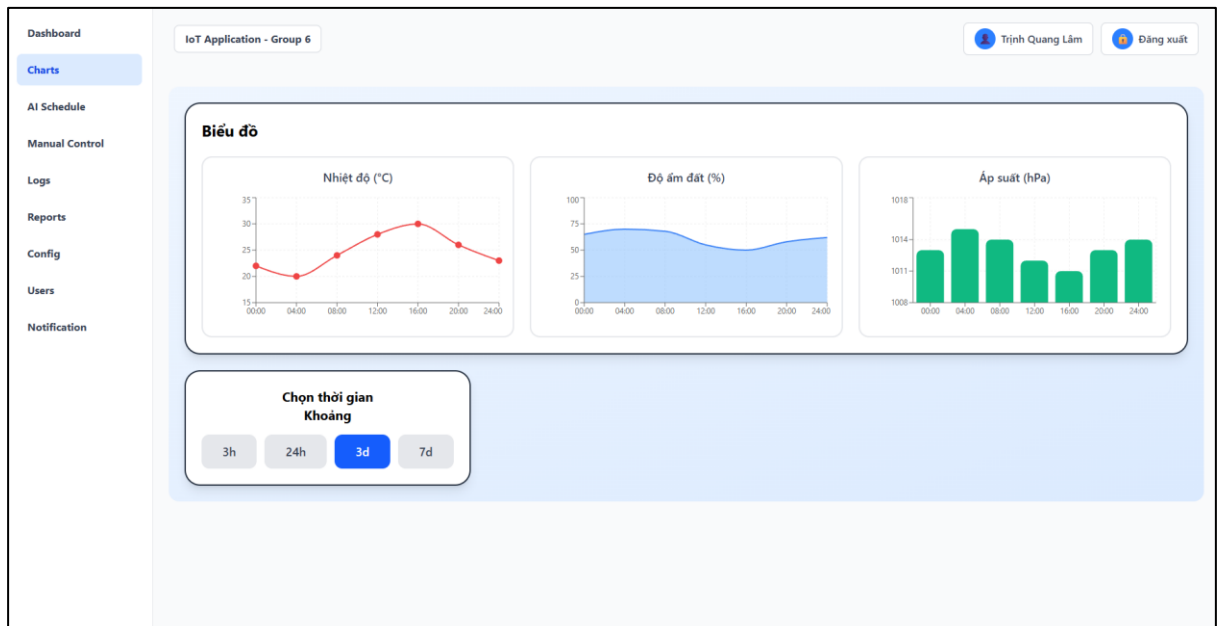 Dashboard
Charts
AI Schedule
Manual Control
Logs
Reports
Config
Users
Notification
IoT Application - Group 6
Trịnh Quang Lâm
Đăng xuất
Biểu đồ
Nhiệt độ (°C)
35
30
25
20
15
00:00 04:00 08:00 12:00 16:00 20:00 24:00
Độ ẩm đất (%)
100
75
50
25
0
00:00 04:00 08:00 12:00 16:00 20:00 24:00
Áp suất (hPa)
1018
1014
1011
1008
00:00 04:00 08:00 12:00 16:00 20:00 24:00
Chọn thời gian
Khoảng
3h 24h 3d 7d